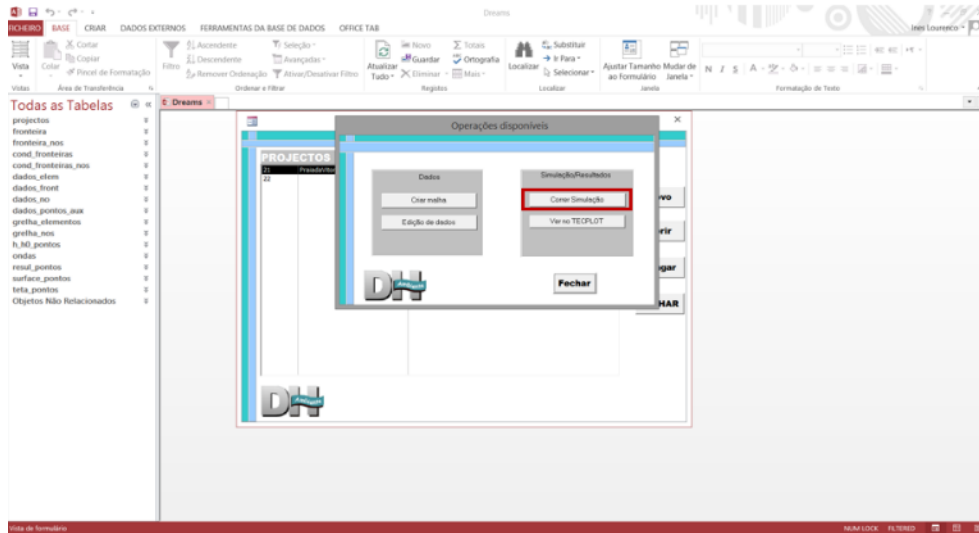 Dreams
FICHEIRO BASE CRIAR DADOS EXTERNOS FERRAMENTAS DA BASE DE DADOS OFFICE TAB
Ines Lourenco
Vista
Colar
Cortar
Copiar
Pincel de Formatação
Filtro
Ascendente
Descendente
Remover Ordenação
Seleção
Avançadas
Ativar/Desativar Filtro
Atualizar Tudo
Novo
Guardar
Eliminar
Totais
Ortografia
Mais
Localizar
Substituir
Ir Para
Selecionar
Ajustar Tamanho ao Formulário
Mudar de Janela
N I S A
Vistas Área de Transferência Ordenar e Filtrar Registos Localizar Janela Formatação de Texto
Todas as Tabelas
Dreams
projectos
fronteira
fronteira_nos
cond_fronteiras
cond_fronteiras_nos
dados_elem
dados_front
dados_no
dados_pontos_aux
grelha_elementos
grelha_nos
h_h0_pontos
ondas
resul_pontos
surface_pontos
teta_pontos
Objetos Não Relacionados
PROJECTOS
21
22
Operações disponíveis
Dados
Criar malha
Edição de dados
Simulação/Resultados
Correr Simulação
Ver no TECPLOT
Fechar
DH Ambiente
vo
rir
gar
HAR
DH Ambiente
Vista de formulário
NUM LOCK FILTERED